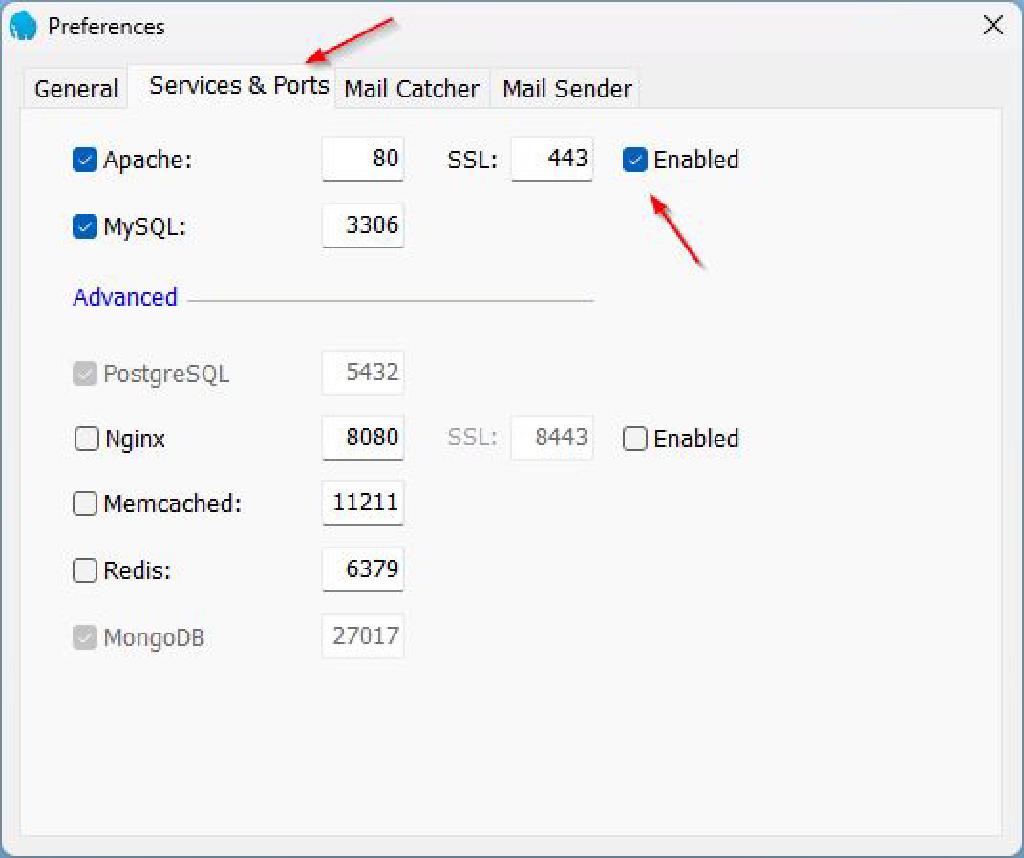 Preferences
General Services & Ports Mail Catcher Mail Sender
Apache: 80 SSL: 443 Enabled
MySQL: 3306
Advanced
PostgreSQL 5432
Nginx 8080 SSL: 8443 Enabled
Memcached: 11211
Redis: 6379
MongoDB 27017